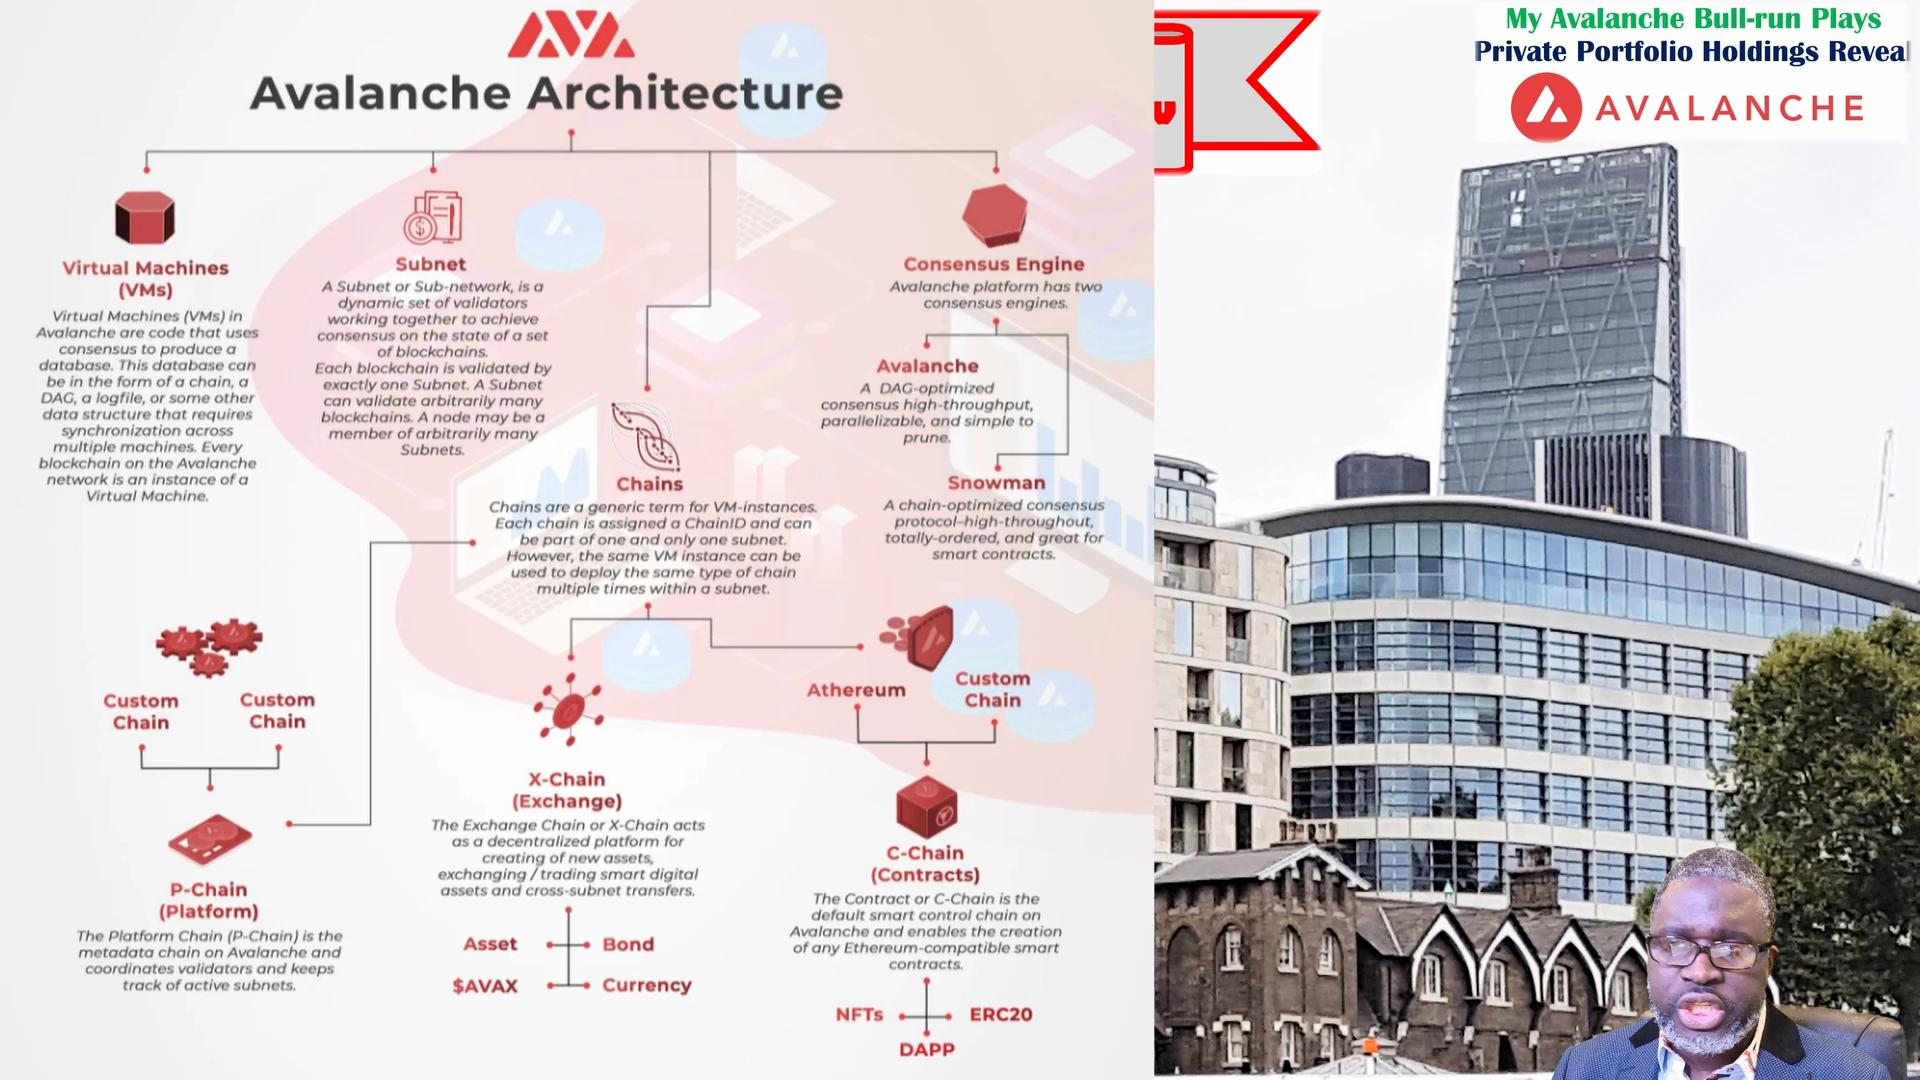 AVA
Avalanche Architecture
Virtual Machines
(VMs)
Virtual Machines (VMs) in
Avalanche are code that uses
consensus to produce a
database. This database can
be in the form of a chain, a
DAG, a logfile, or some other
data structure that requires
synchronization across
multiple machines. Every
blockchain on the Avalanche
network is an instance of a
Virtual Machine.
Subnet
A Subnet or Sub-network, is a
dynamic set of validators
working together to achieve
consensus on the state of a set
of blockchains.
Each blockchain is validated by
exactly one Subnet. A Subnet
can validate arbitrarily many
blockchains. A node may be a
member of arbitrarily many
Subnets.
Consensus Engine
Avalanche platform has two
consensus engines.
Avalanche
A DAG-optimized
consensus high-throughput,
parallelizable, and simple to
prune.
Snowman
A chain-optimized consensus
protocol–high-throughout,
totally-ordered, and great for
smart contracts.
Chains
Chains are a generic term for VM-instances.
Each chain is assigned a ChainID and can
be part of one and only one subnet.
However, the same VM instance can be
used to deploy the same type of chain
multiple times within a subnet.
Custom
Chain
Custom
Chain
P-Chain
(Platform)
The Platform Chain (P-Chain) is the
metadata chain on Avalanche and
coordinates validators and keeps
track of active subnets.
X-Chain
(Exchange)
The Exchange Chain or X-Chain acts
as a decentralized platform for
creating of new assets,
exchanging / trading smart digital
assets and cross-subnet transfers.
Asset
Bond
$AVAX
Currency
Athereum
Custom
Chain
C-Chain
(Contracts)
The Contract or C-Chain is the
default smart control chain on
Avalanche and enables the creation
of any Ethereum-compatible smart
contracts.
NFTs
ERC20
DAPP
My Avalanche Bull-run Plays
Private Portfolio Holdings Reveal
AVALANCHE